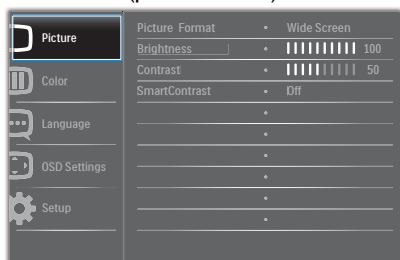 Picture
Color
Language
OSD Settings
Setup
Picture Format • Wide Screen
Brightness • 100
Contrast • 50
SmartContrast • Off